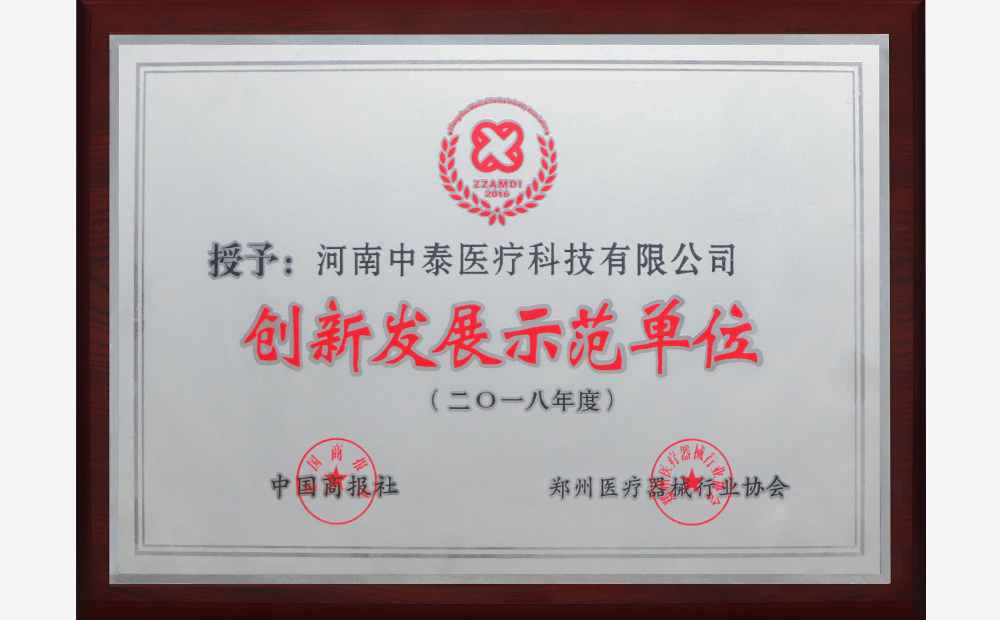 ZZAMDI
2016
授予：河南中泰医疗科技有限公司
创新发展示范单位
（二〇一八年度）
中国商报社
郑州医疗器械行业协会